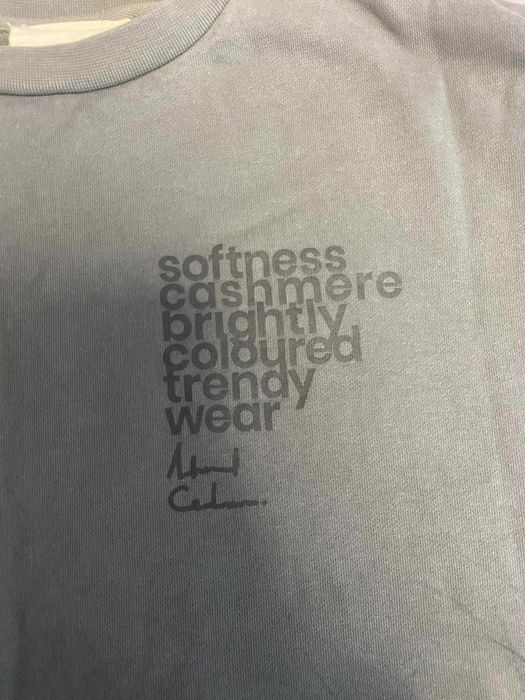 softness
cashmere
brightly
coloured
trendy
wear